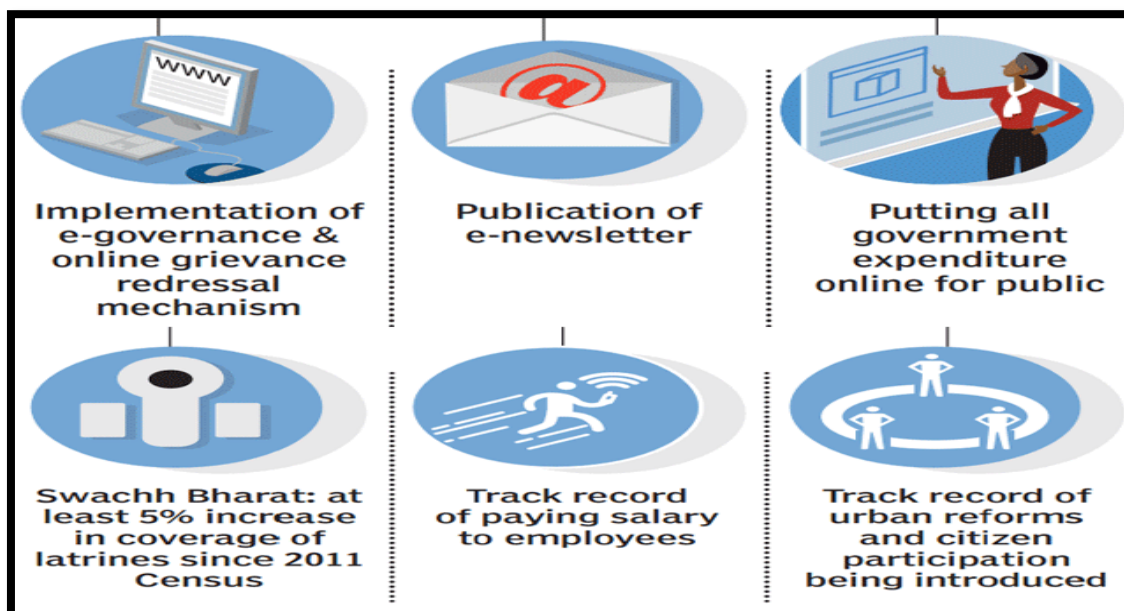 WWW
Implementation of
e-governance &
online grievance
redressal
mechanism
@
Publication of
e-newsletter
Putting all
government
expenditure
online for public
Swachh Bharat: at
least 5% increase
in coverage of
latrines since 2011
Census
Track record
of paying salary
to employees
Track record of
urban reforms
and citizen
participation
being introduced